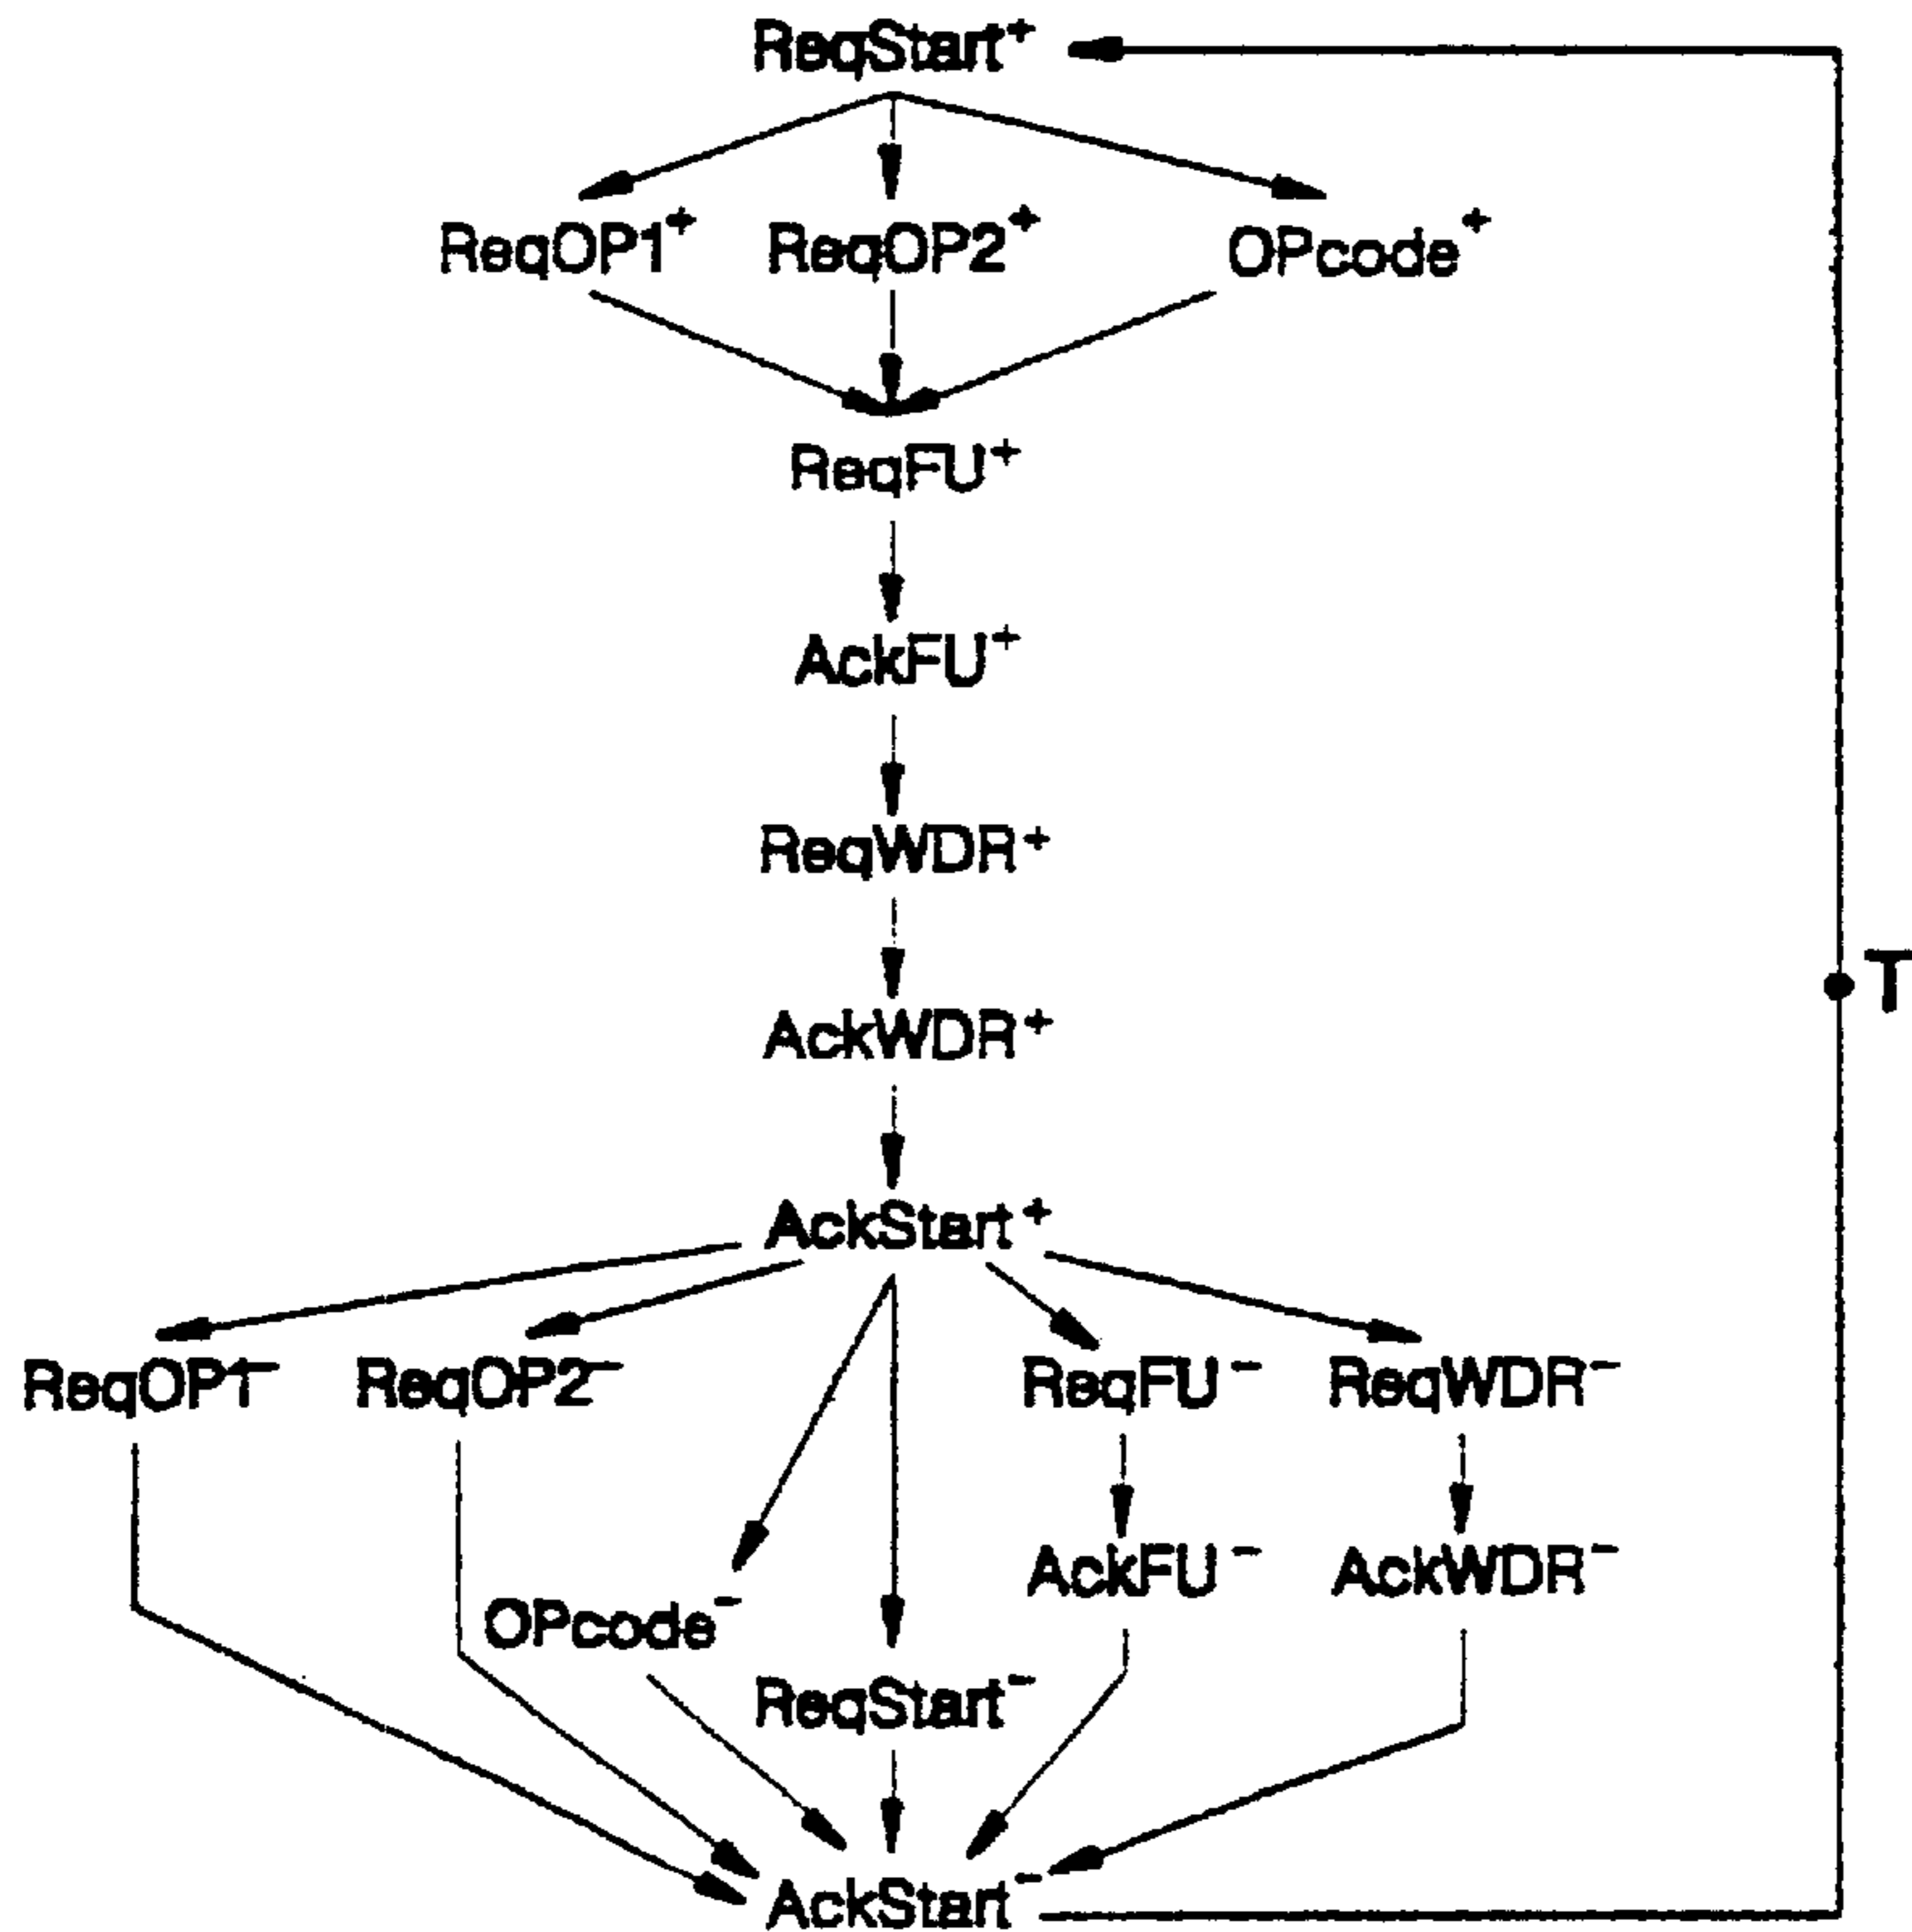 ReqStart+
ReqOP1+ ReqOP2+ OPcode+
ReqFU+
AckFU+
ReqWDR+
T
AckWDR+
AckStart+
ReqOP1- ReqOP2- ReqFU- ReqWDR-
AckFU- AckWDR-
OPcode-
ReqStart-
AckStart-